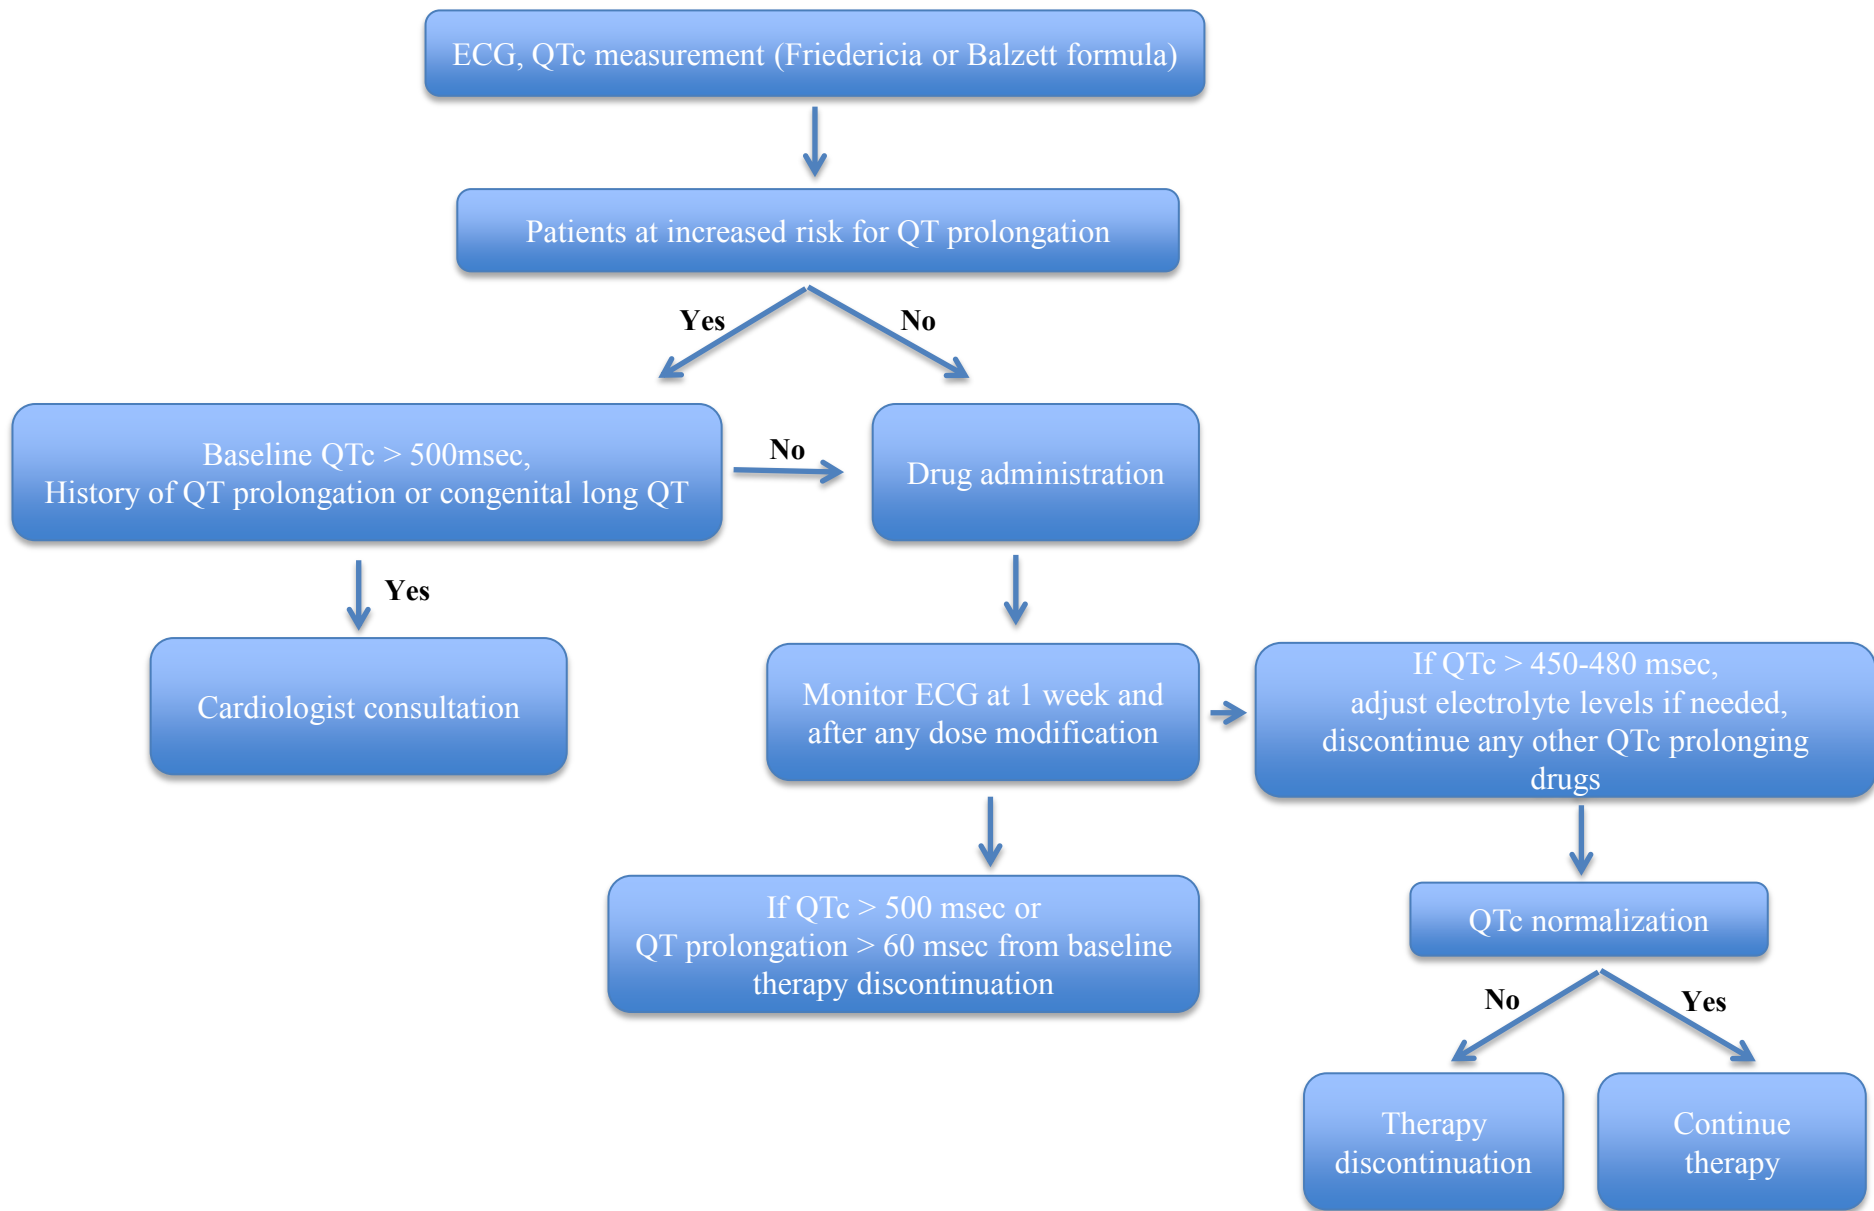 ECG, QTc measurement (Friedericia or Balzett formula)
Patients at increased risk for QT prolongation
Yes
No
Baseline QTc > 500msec,
History of QT prolongation or congenital long QT
No
Drug administration
Yes
Cardiologist consultation
Monitor ECG at 1 week and
after any dose modification
If QTc > 450-480 msec,
adjust electrolyte levels if needed,
discontinue any other QTc prolonging
drugs
If QTc > 500 msec or
QT prolongation > 60 msec from baseline
therapy discontinuation
QTc normalization
No
Yes
Therapy
discontinuation
Continue
therapy